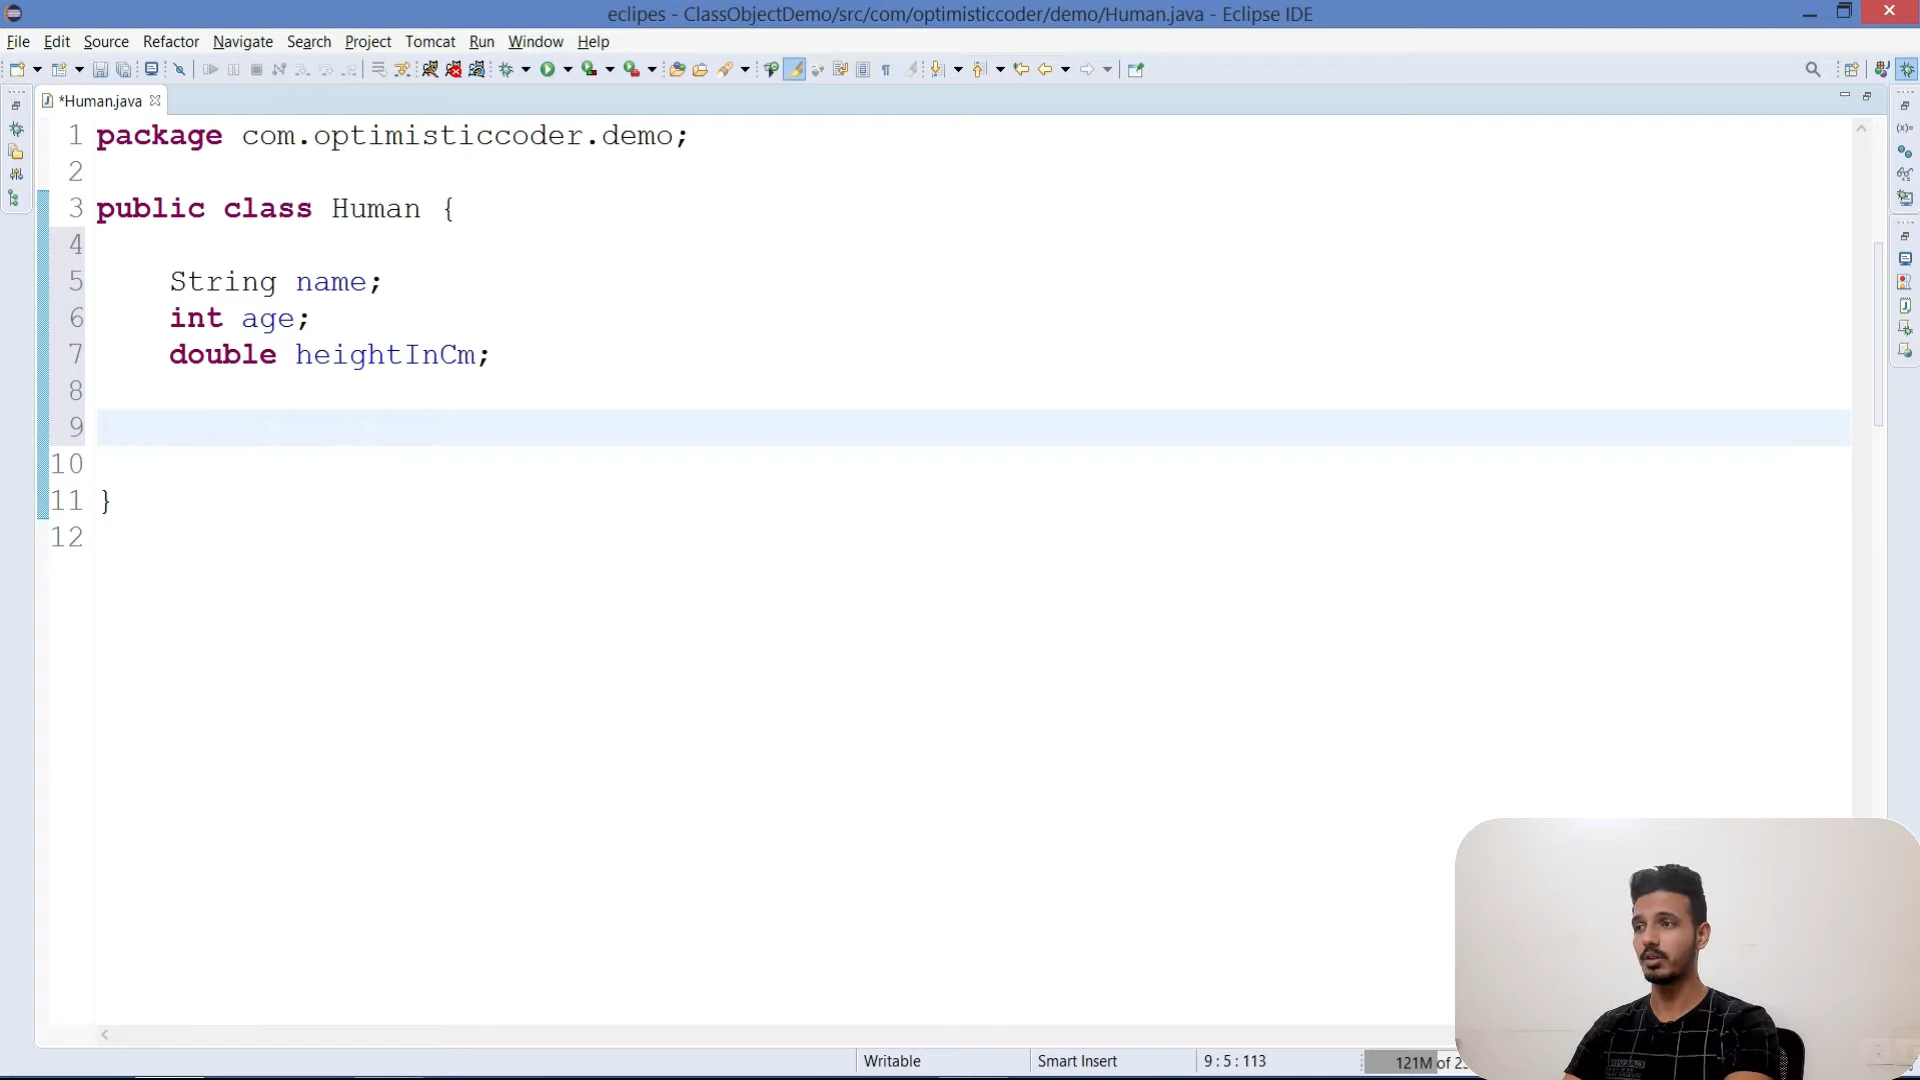 eclipes - ClassObjectDemo/src/com/optimisticcoder/demo/Human.java - Eclipse IDE
File Edit Source Refactor Navigate Search Project Tomcat Run Window Help
*Human.java
1 package com.optimisticcoder.demo;
2
3 public class Human {
4
5 String name;
6 int age;
7 double heightInCm;
8
9
10
11 }
12
Writable Smart Insert 9 : 5 : 113 121M of